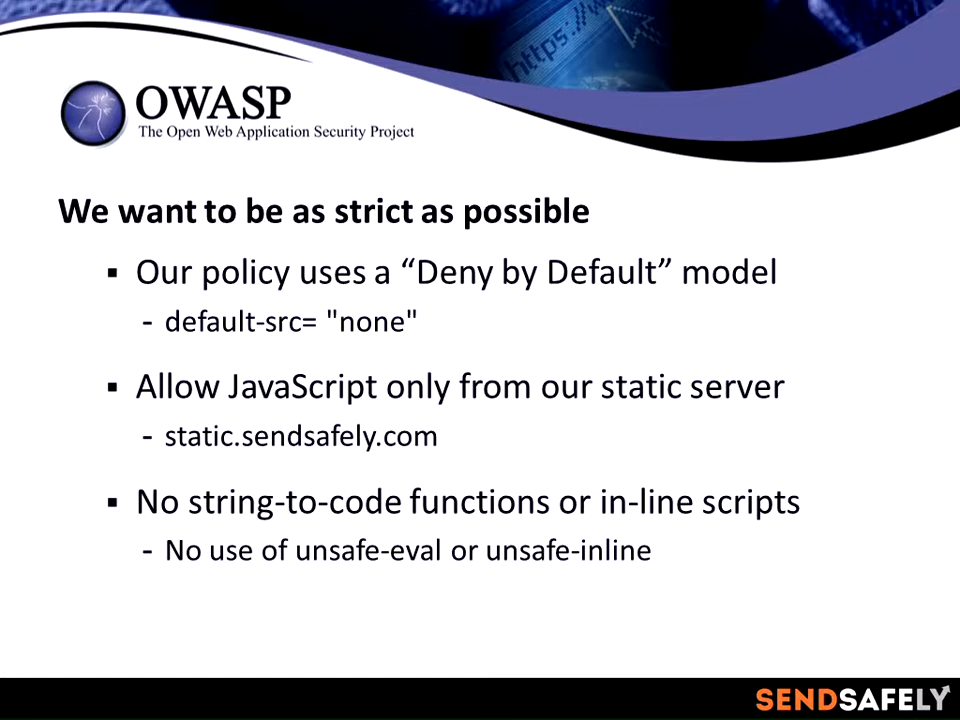 https://w
OWASP
The Open Web Application Security Project
We want to be as strict as possible
▪ Our policy uses a “Deny by Default” model
- default-src= "none"
▪ Allow JavaScript only from our static server
- static.sendsafely.com
▪ No string-to-code functions or in-line scripts
- No use of unsafe-eval or unsafe-inline
SENDSAFELY